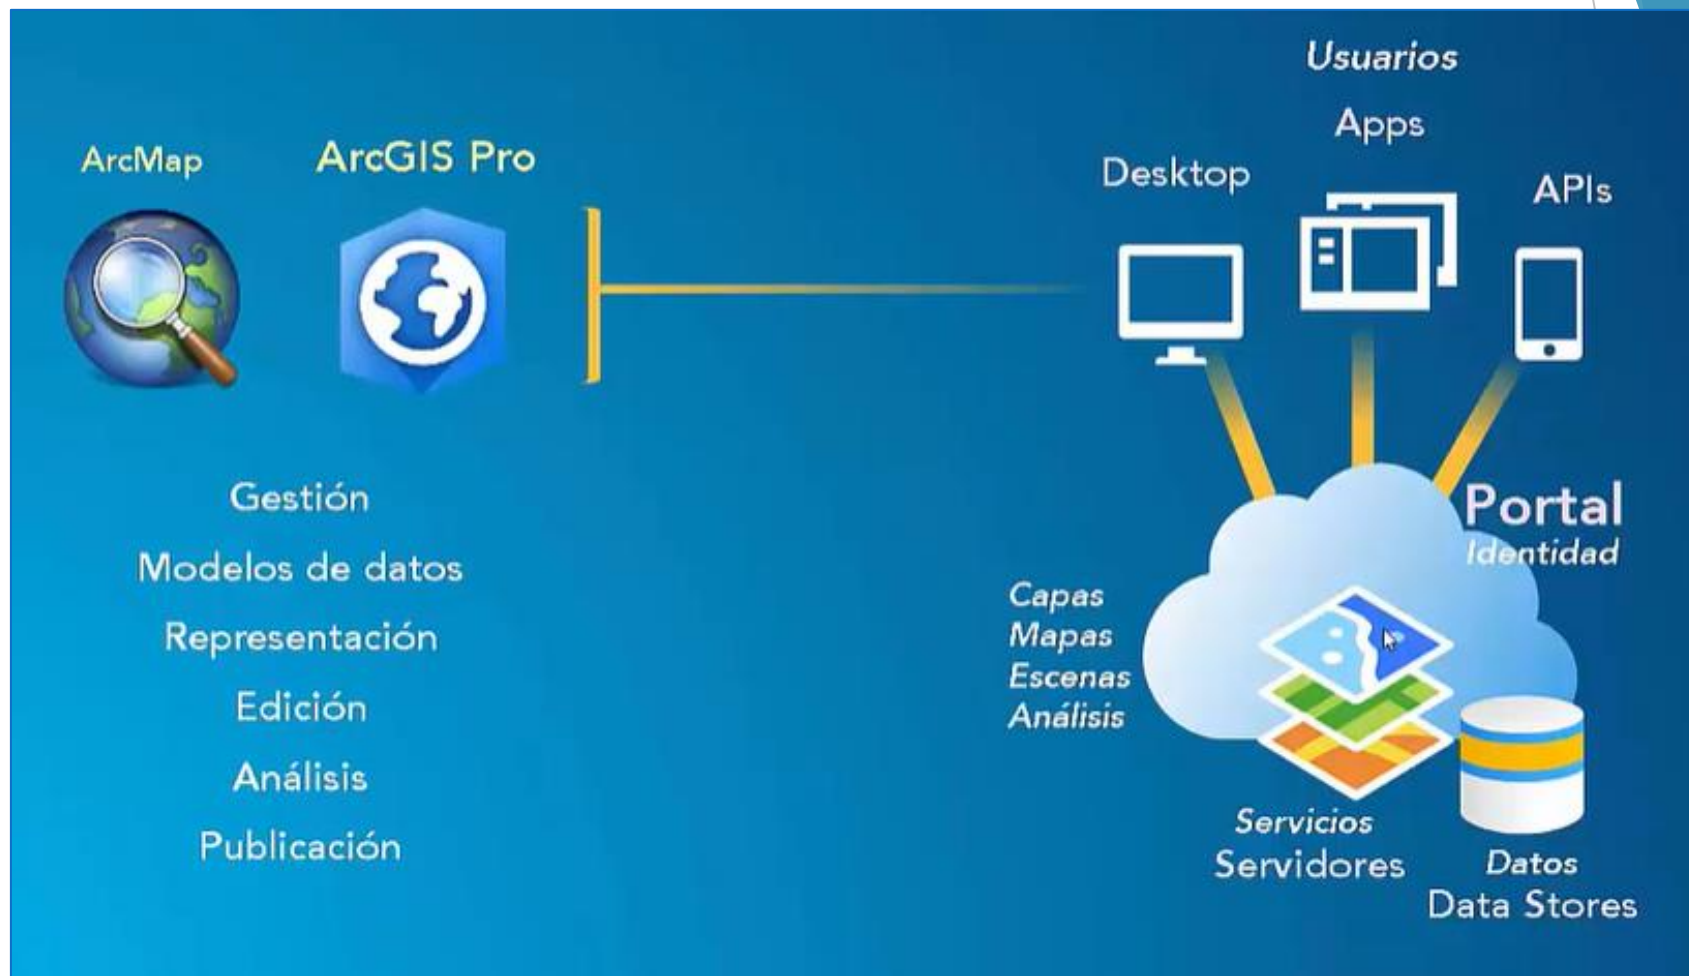 ArcMap
ArcGIS Pro
Gestión
Modelos de datos
Representación
Edición
Análisis
Publicación
Usuarios
Apps
Desktop
APIs
Portal
Identidad
Capas
Mapas
Escenas
Análisis
Servicios
Servidores
Datos
Data Stores